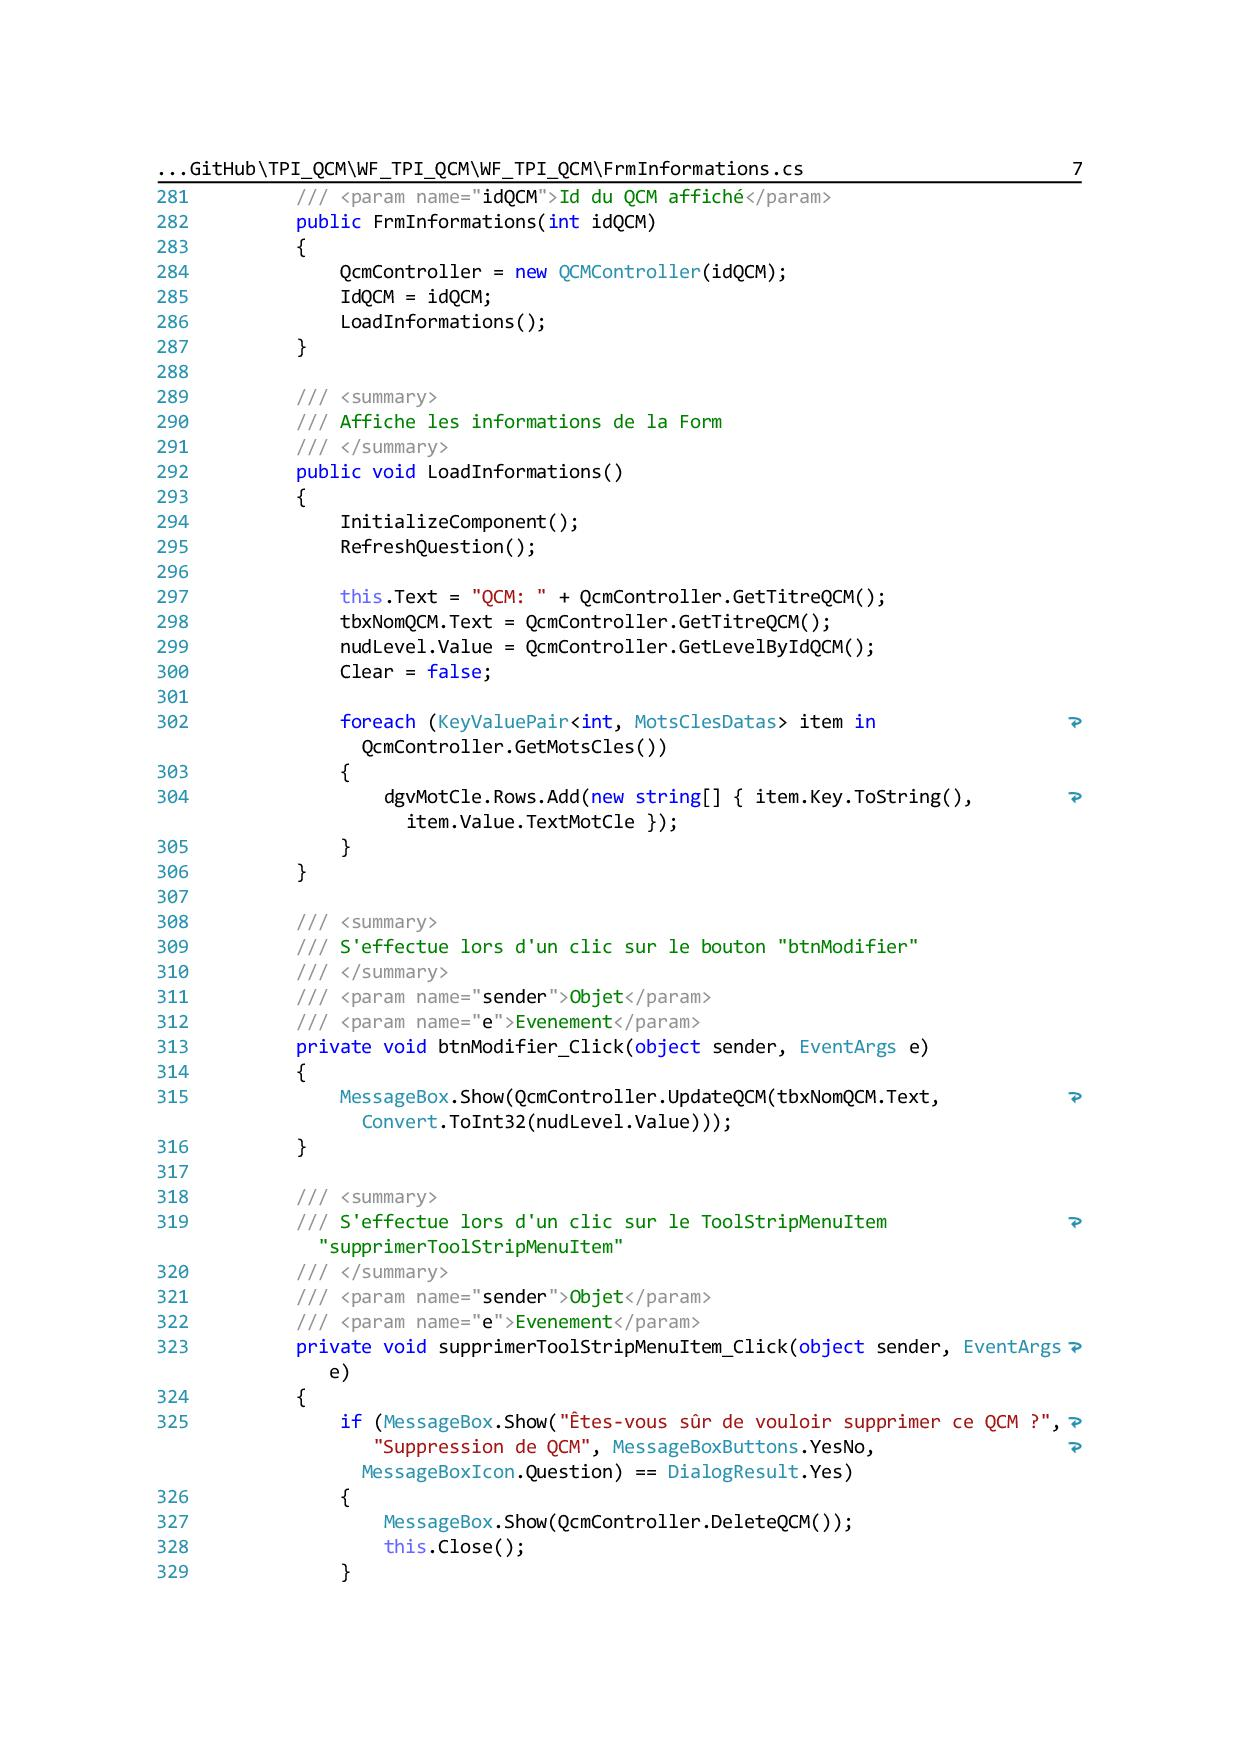 ...GitHub\TPI_QCM\WF_TPI_QCM\WF_TPI_QCM\FrmInformations.cs 7
281 /// <param name="idQCM">Id du QCM affiché</param>
282 public FrmInformations(int idQCM)
283 {
284 QcmController = new QCMController(idQCM);
285 IdQCM = idQCM;
286 LoadInformations();
287 }
288
289 /// <summary>
290 /// Affiche les informations de la Form
291 /// </summary>
292 public void LoadInformations()
293 {
294 InitializeComponent();
295 RefreshQuestion();
296
297 this.Text = "QCM: " + QcmController.GetTitreQCM();
298 tbxNomQCM.Text = QcmController.GetTitreQCM();
299 nudLevel.Value = QcmController.GetLevelByIdQCM();
300 Clear = false;
301
302 foreach (KeyValuePair<int, MotsClesDatas> item in
QcmController.GetMotsCles())
303 {
304 dgvMotCle.Rows.Add(new string[] { item.Key.ToString(),
item.Value.TextMotCle });
305 }
306 }
307
308 /// <summary>
309 /// S'effectue lors d'un clic sur le bouton "btnModifier"
310 /// </summary>
311 /// <param name="sender">Objet</param>
312 /// <param name="e">Evenement</param>
313 private void btnModifier_Click(object sender, EventArgs e)
314 {
315 MessageBox.Show(QcmController.UpdateQCM(tbxNomQCM.Text,
Convert.ToInt32(nudLevel.Value)));
316 }
317
318 /// <summary>
319 /// S'effectue lors d'un clic sur le ToolStripMenuItem
"supprimerToolStripMenuItem"
320 /// </summary>
321 /// <param name="sender">Objet</param>
322 /// <param name="e">Evenement</param>
323 private void supprimerToolStripMenuItem_Click(object sender, EventArgs
e)
324 {
325 if (MessageBox.Show("Êtes-vous sûr de vouloir supprimer ce QCM ?",
"Suppression de QCM", MessageBoxButtons.YesNo,
MessageBoxIcon.Question) == DialogResult.Yes)
326 {
327 MessageBox.Show(QcmController.DeleteQCM());
328 this.Close();
329 }